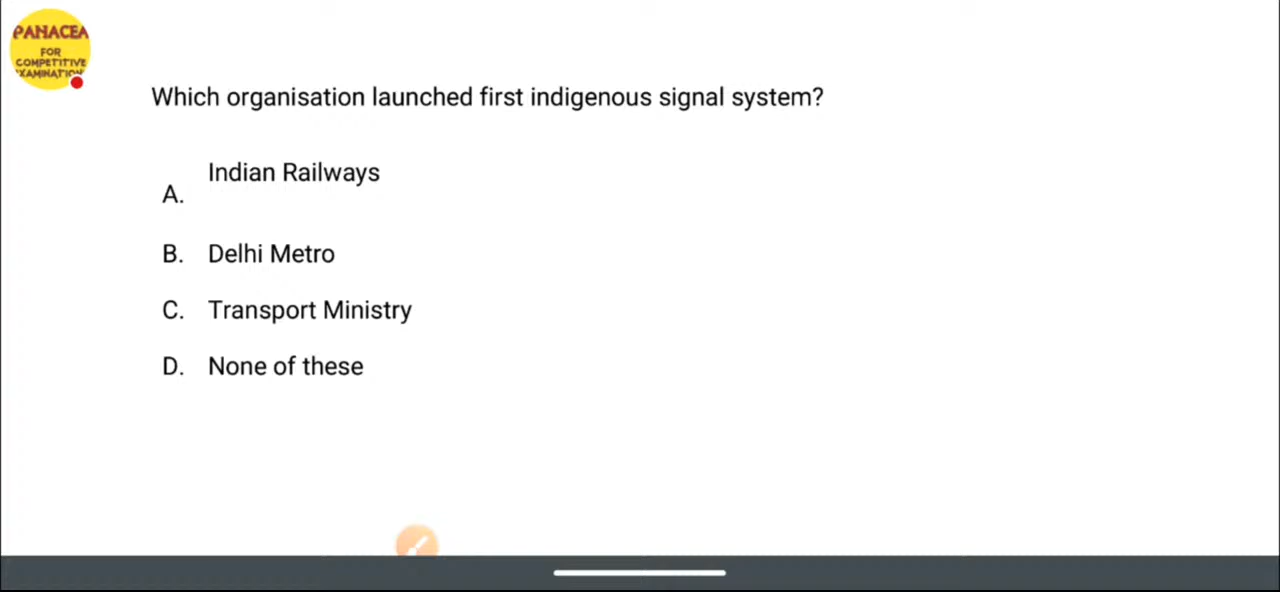 PANACEA
FOR
COMPETITIVE
EXAMINATION
Which organisation launched first indigenous signal system?
Indian Railways
A.
B. Delhi Metro
C. Transport Ministry
D. None of these